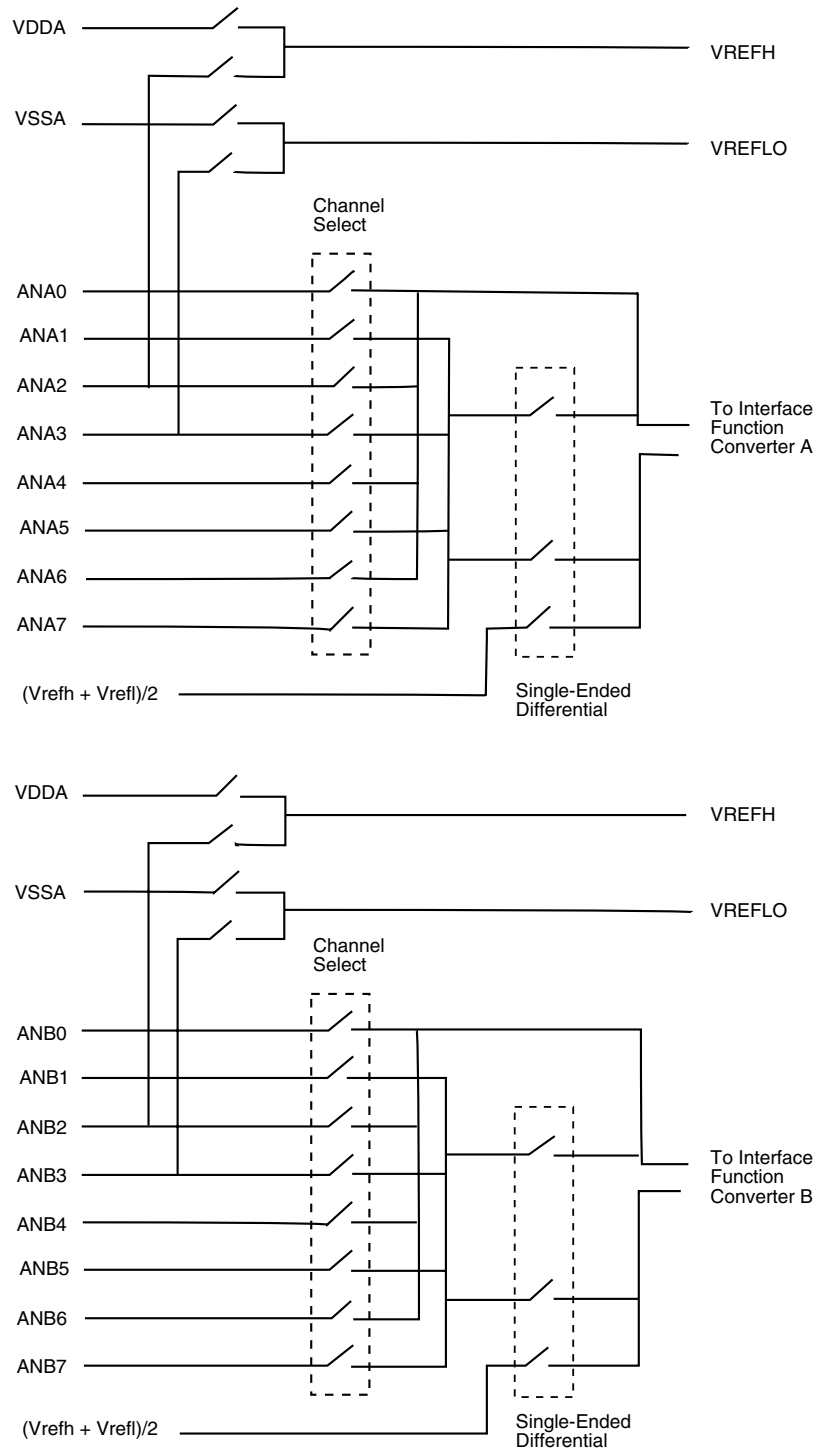 VDDA
VREFH
VSSA
VREFLO
Channel
Select
ANA0
ANA1
ANA2
ANA3
ANA4
ANA5
ANA6
ANA7
To Interface
Function
Converter A
(Vrefh + Vrefl)/2
Single-Ended
Differential
VDDA
VREFH
VSSA
VREFLO
Channel
Select
ANB0
ANB1
ANB2
ANB3
ANB4
ANB5
ANB6
ANB7
To Interface
Function
Converter B
(Vrefh + Vrefl)/2
Single-Ended
Differential